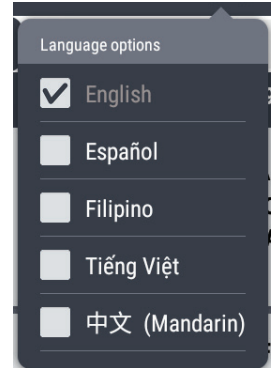 Language options
English
Español
Filipino
Tiếng Việt
中文 (Mandarin)